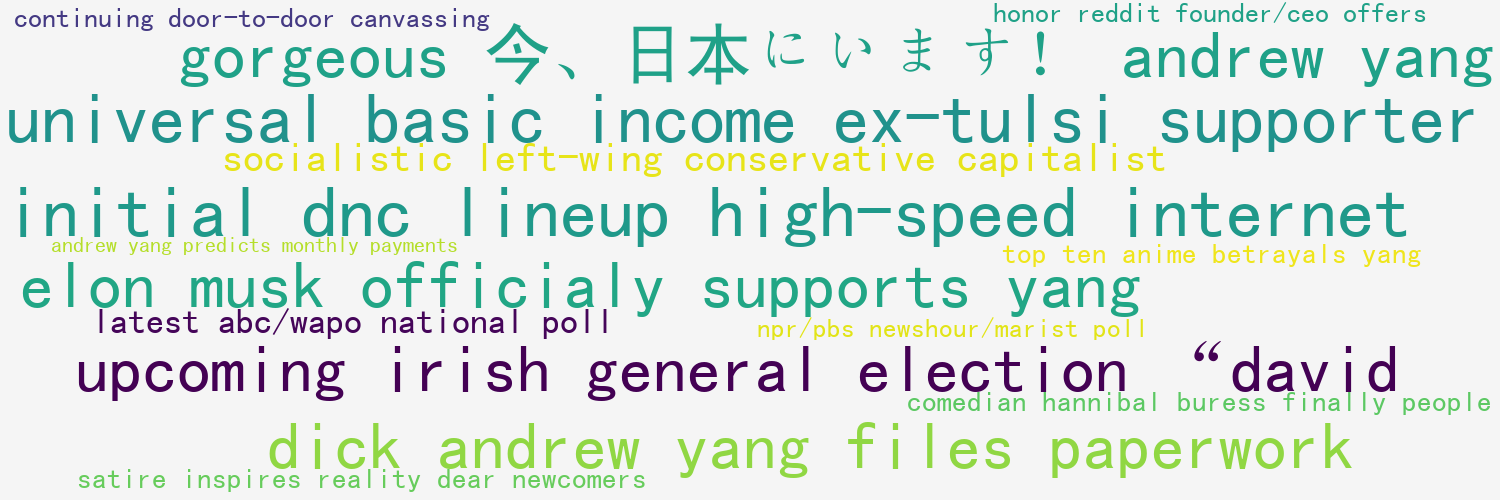 continuing door-to-door canvassing
honor reddit founder/ceo offers
gorgeous 今、日本にいます! andrew yang
universal basic income ex-tulsi supporter
socialistic left-wing conservative capitalist
initial dnc lineup high-speed internet
andrew yang predicts monthly payments
top ten anime betrayals yang
elon musk officialy supports yang
latest abc/wapo national poll
npr/pbs newshour/marist poll
upcoming irish general election “david
comedian hannibal buress finally people
dick andrew yang files paperwork
satire inspires reality dear newcomers